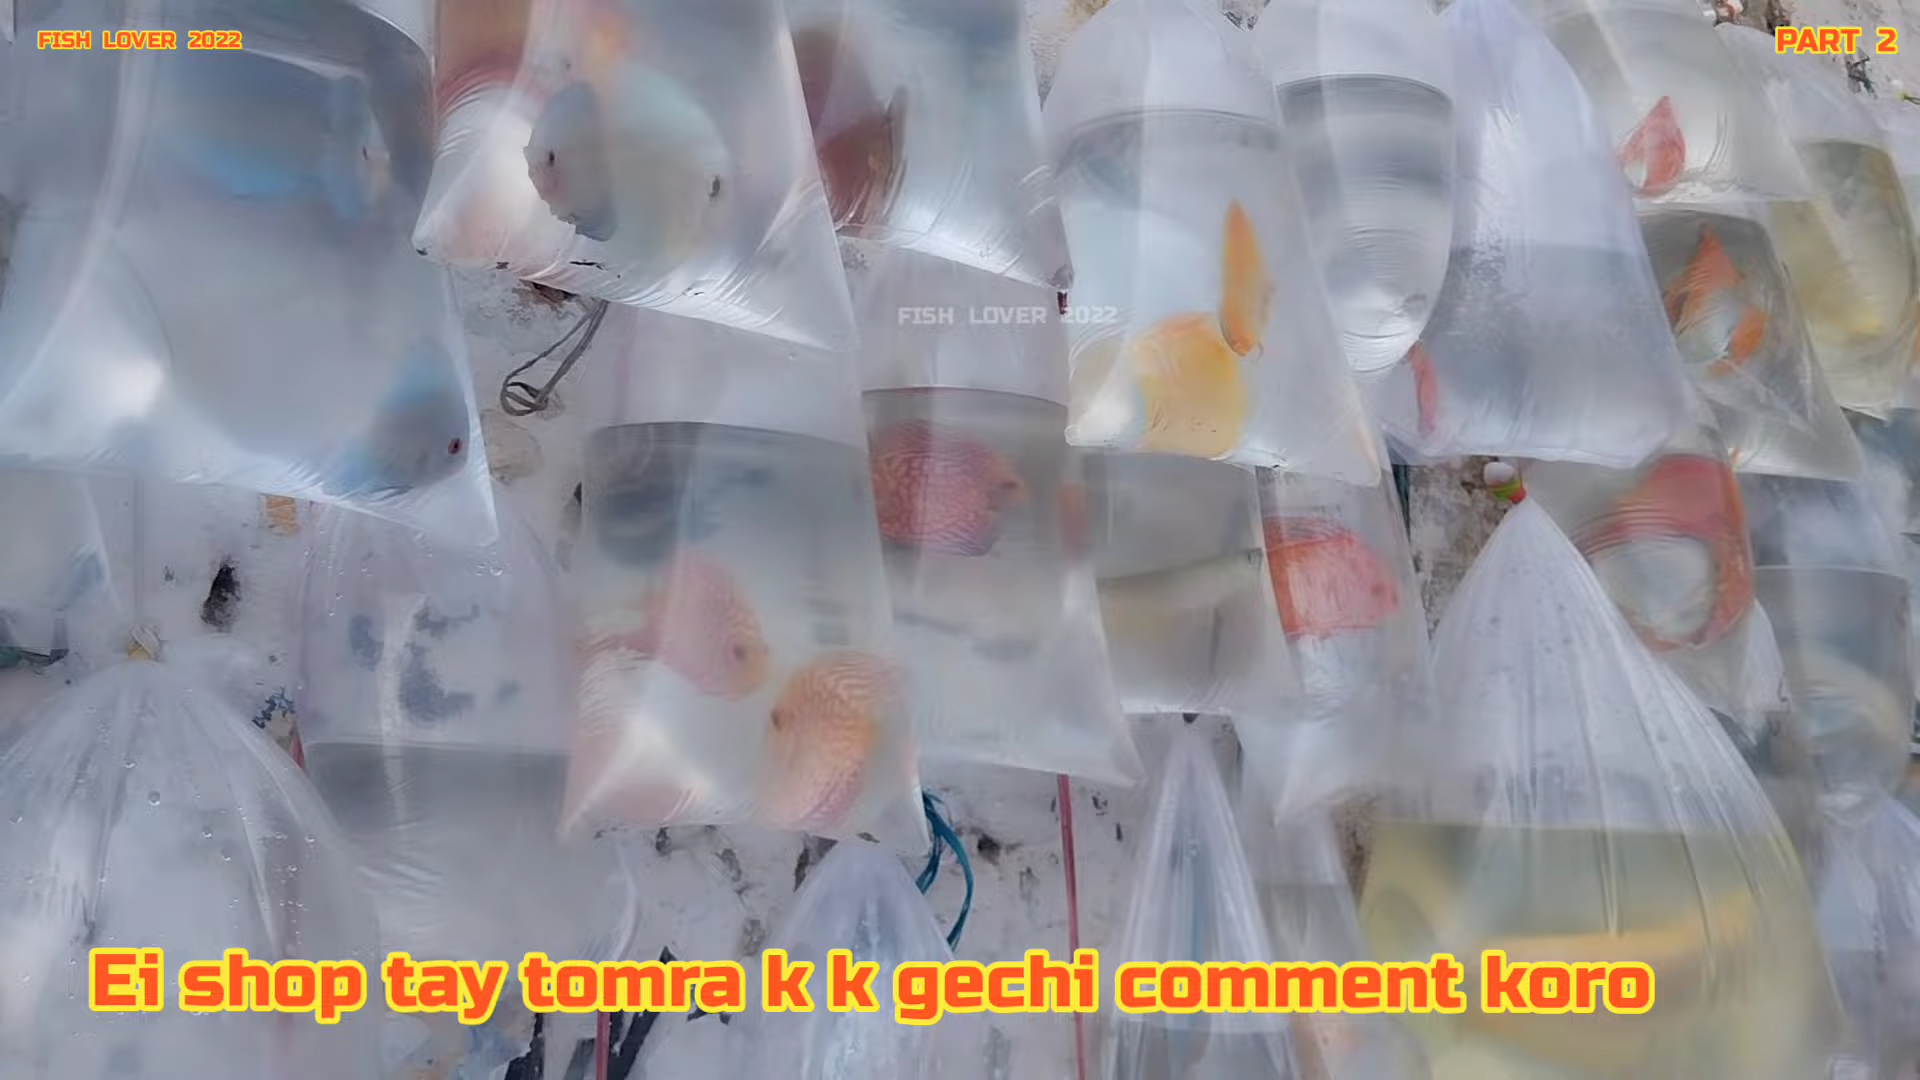 FISH LOVER 2022
PART 2
FISH LOVER 2022
Ei shop tay tomra k k gechi comment koro